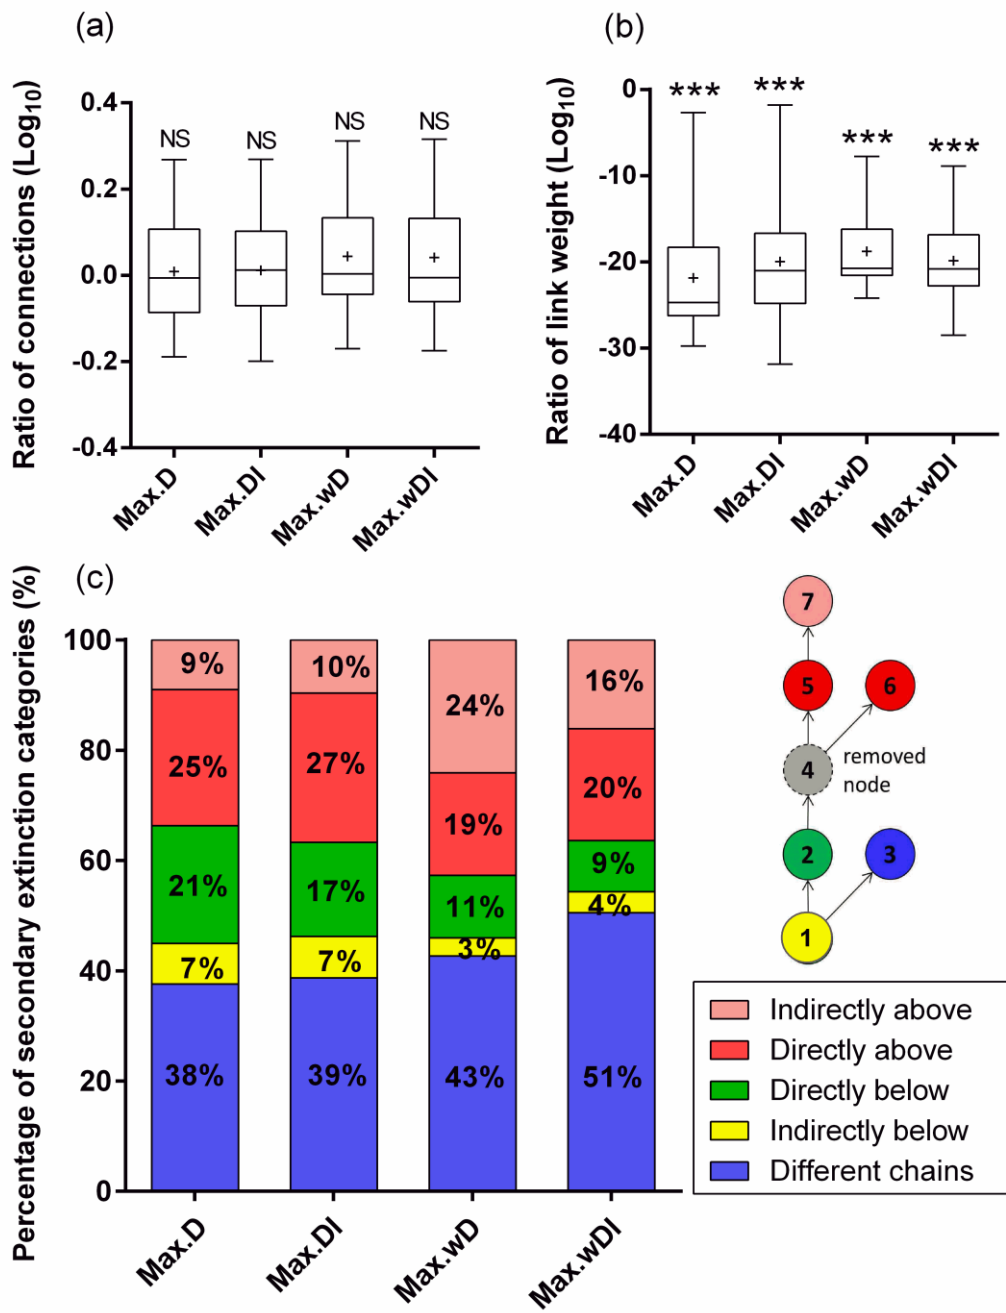 (a)
Ratio of connections (Log10)
0.4
0.2
0.0
-0.2
-0.4
NS
NS
NS
NS
Max.D
Max.DI
Max.wD
Max.wDI
(b)
Ratio of link weight (Log10)
0
-10
-20
-30
-40
***
***
***
***
Max.D
Max.DI
Max.wD
Max.wDI
(c)
Percentage of secondary extinction categories (%)
100
80
60
40
20
0
9%
25%
21%
7%
38%
10%
27%
17%
7%
39%
24%
19%
11%
3%
43%
16%
20%
9%
4%
51%
Max.D
Max.DI
Max.wD
Max.wDI
7
5
6
4
removed
node
2
3
1
Indirectly above
Directly above
Directly below
Indirectly below
Different chains